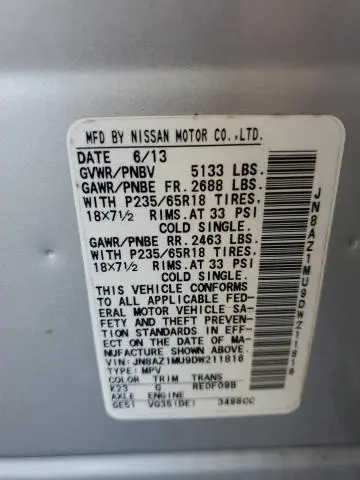 MFD BY NISSAN MOTOR CO.,LTD.
DATE 6/13
GVWR/PNBV 5133 LBS.
GAWR/PNBE FR. 2688 LBS.
WITH P235/65R18 TIRES.
18x7½ RIMS.AT 33 PSI
COLD SINGLE.
GAWR/PNBE RR. 2463 LBS.
WITH P235/65R18 TIRES.
18x7½ RIMS.AT 33 PSI
COLD SINGLE.
THIS VEHICLE CONFORMS
TO ALL APPLICABLE FED-
ERAL MOTOR VEHICLE SA-
FETY AND THEFT PREVEN-
TION STANDARDS IN EFF-
ECT ON THE DATE OF MA-
NUFACTURE SHOWN ABOVE.
VIN: JN8AZ1MU9DW211816
TYPE: MPV
COLOR TRIM TRANS
K23 G RE0F09B
AXLE ENGINE
GE51 VQ35(DE) 3498CC
JN8AZ1MU9DW211816